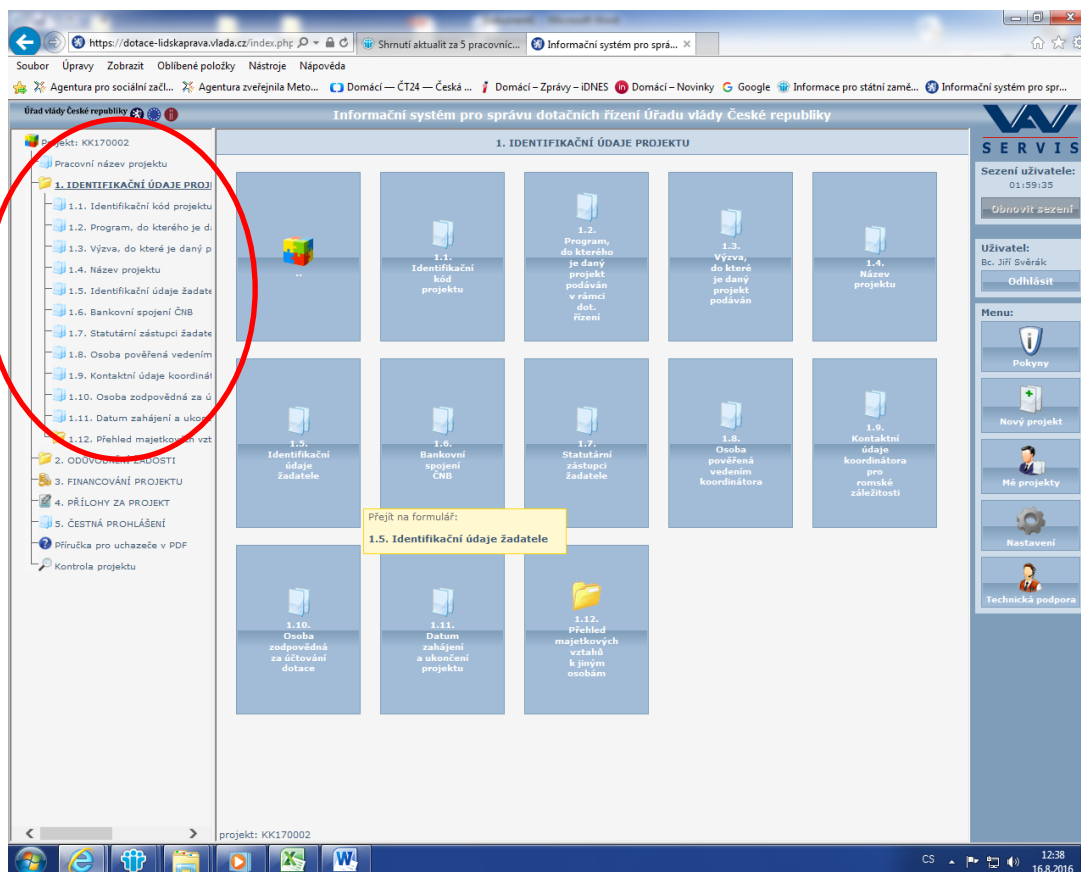 https://dotace-lidskaprava.vlada.cz/index.php
Shrnutí aktualit za 5 pracovníc...
Informační systém pro sprá...
Soubor Úpravy Zobrazit Oblíbené položky Nástroje Nápověda
Agentura pro sociální začl...
Agentura zveřejnila Meto...
Domácí — ČT24 — Česká ...
Domácí – Zprávy – iDNES
Domácí – Novinky
Google
Informace pro státní zamě...
Informační systém pro spr...
Úřad vlády České republiky
Informační systém pro správu dotačních řízení Úřadu vlády České republiky
Projekt: KK170002
Pracovní název projektu
1. IDENTIFIKAČNÍ ÚDAJE PROJ
1.1. Identifikační kód projektu
1.2. Program, do kterého je d
1.3. Výzva, do které je daný p
1.4. Název projektu
1.5. Identifikační údaje žadate
1.6. Bankovní spojení ČNB
1.7. Statutární zástupci žadate
1.8. Osoba pověřená vedením
1.9. Kontaktní údaje koordiná
1.10. Osoba zodpovědná za ú
1.11. Datum zahájení a ukon
1.12. Přehled majetkových vzt
2. ODŮVODNĚNÍ ŽÁDOSTI
3. FINANCOVÁNÍ PROJEKTU
4. PŘÍLOHY ZA PROJEKT
5. ČESTNÁ PROHLÁŠENÍ
Příručka pro uchazeče v PDF
Kontrola projektu
1. IDENTIFIKAČNÍ ÚDAJE PROJEKTU
..
1.1.
Identifikační
kód
projektu
1.2.
Program,
do kterého
je daný
projekt
podáván
v rámci
dot.
řízení
1.3.
Výzva,
do které
je daný
projekt
podáván
1.4.
Název
projektu
1.5.
Identifikační
údaje
žadatele
1.6.
Bankovní
spojení
ČNB
1.7.
Statutární
zástupci
žadatele
1.8.
Osoba
pověřená
vedením
koordinátora
1.9.
Kontaktní
údaje
koordinátora
pro
romské
záležitosti
Přejít na formulář:
1.5. Identifikační údaje žadatele
1.10.
Osoba
zodpovědná
za účtování
dotace
1.11.
Datum
zahájení
a ukončení
projektu
1.12.
Přehled
majetkových
vztahů
k jiným
osobám
projekt: KK170002
SERVIS
Sezení uživatele:
01:59:35
Obnovit sezení
Uživatel:
Bc. Jiří Svěrák
Odhlásit
Menu:
Pokyny
Nový projekt
Mé projekty
Nastavení
Technická podpora
CS
12:38
16.8.2016